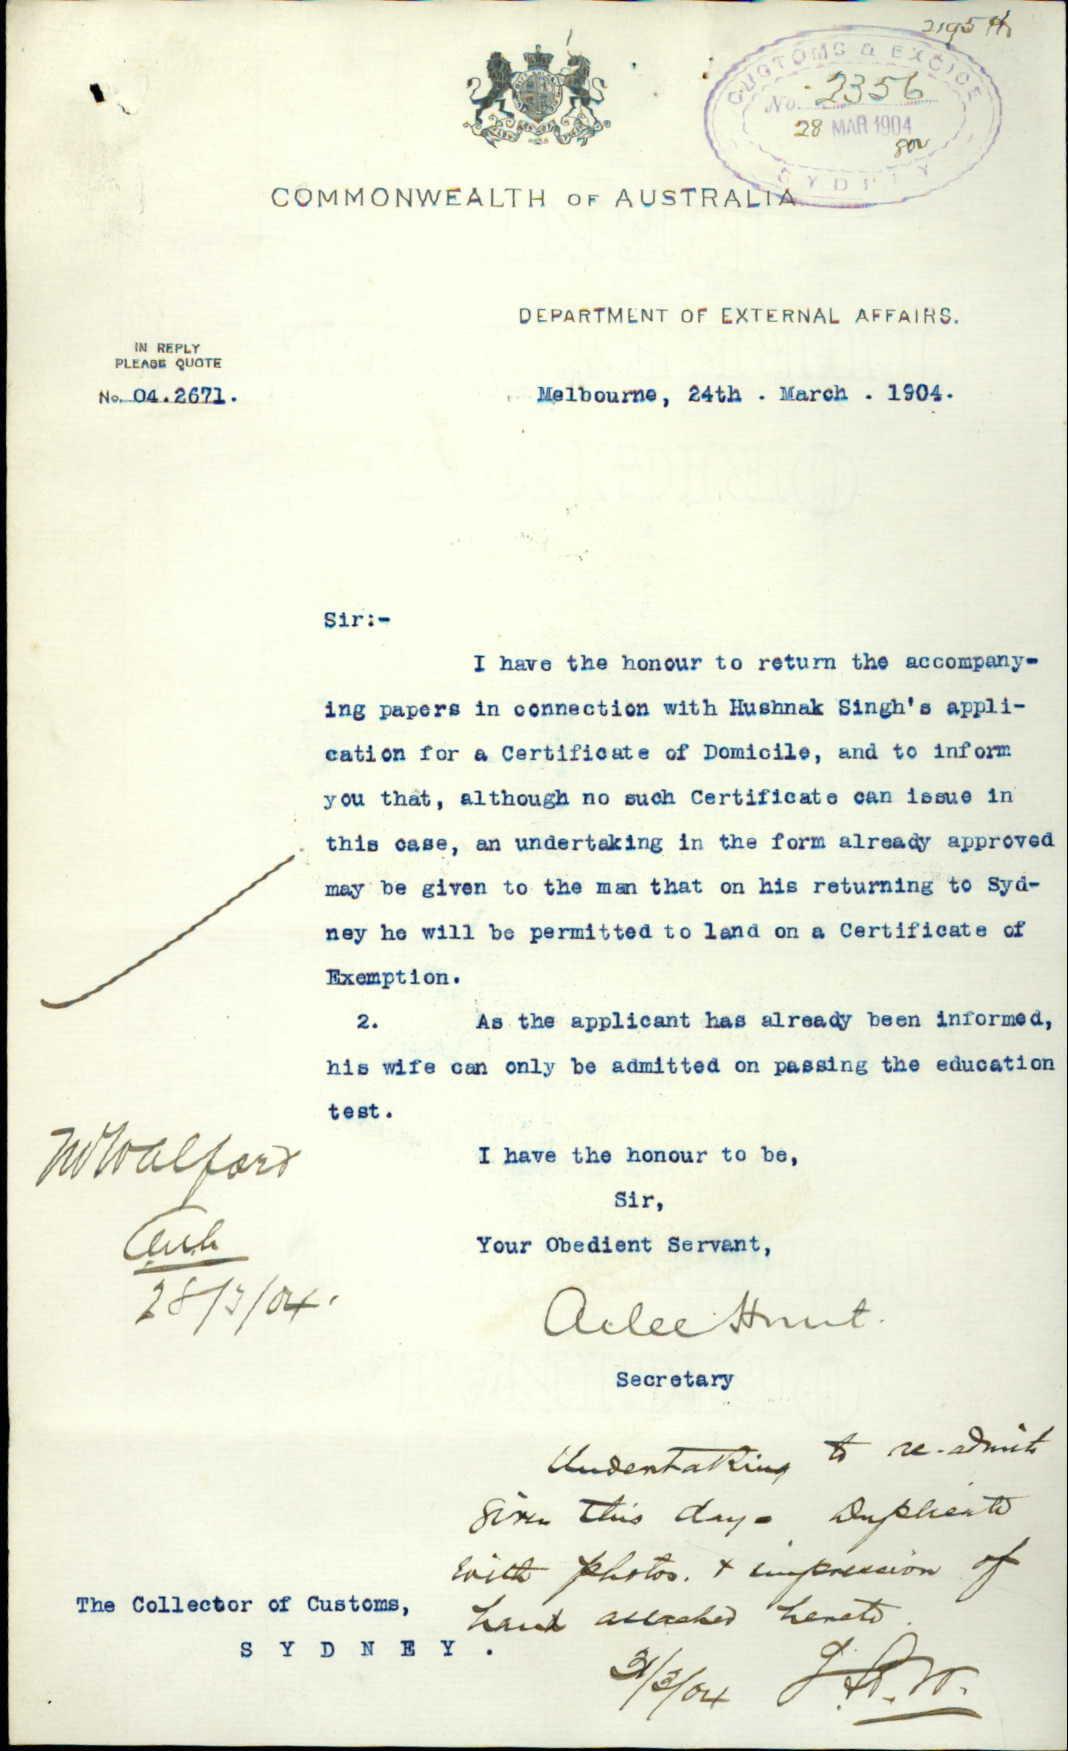 2195
CUSTOMS & EXCISE
No. 2356
28 MAR 1904
SYDNEY
COMMONWEALTH OF AUSTRALIA
DEPARTMENT OF EXTERNAL AFFAIRS.
IN REPLY
PLEASE QUOTE
No. 04.2671.
Melbourne, 24th . March . 1904.
Sir:-
I have the honour to return the accompany-
ing papers in connection with Hushnak Singh's appli-
cation for a Certificate of Domicile, and to inform
you that, although no such Certificate can issue in
this case, an undertaking in the form already approved
may be given to the man that on his returning to Syd-
ney he will be permitted to land on a Certificate of
Exemption.
2. As the applicant has already been informed,
his wife can only be admitted on passing the education
test.
I have the honour to be,
Sir,
Your Obedient Servant,
Atlee Hunt.
Secretary
Mr Walford
28/3/04.
Undertaking to re-admit
given this day. Duplicate
with photos. + impression of
hand attached hereto.
31/3/04
The Collector of Customs,
SYDNEY.